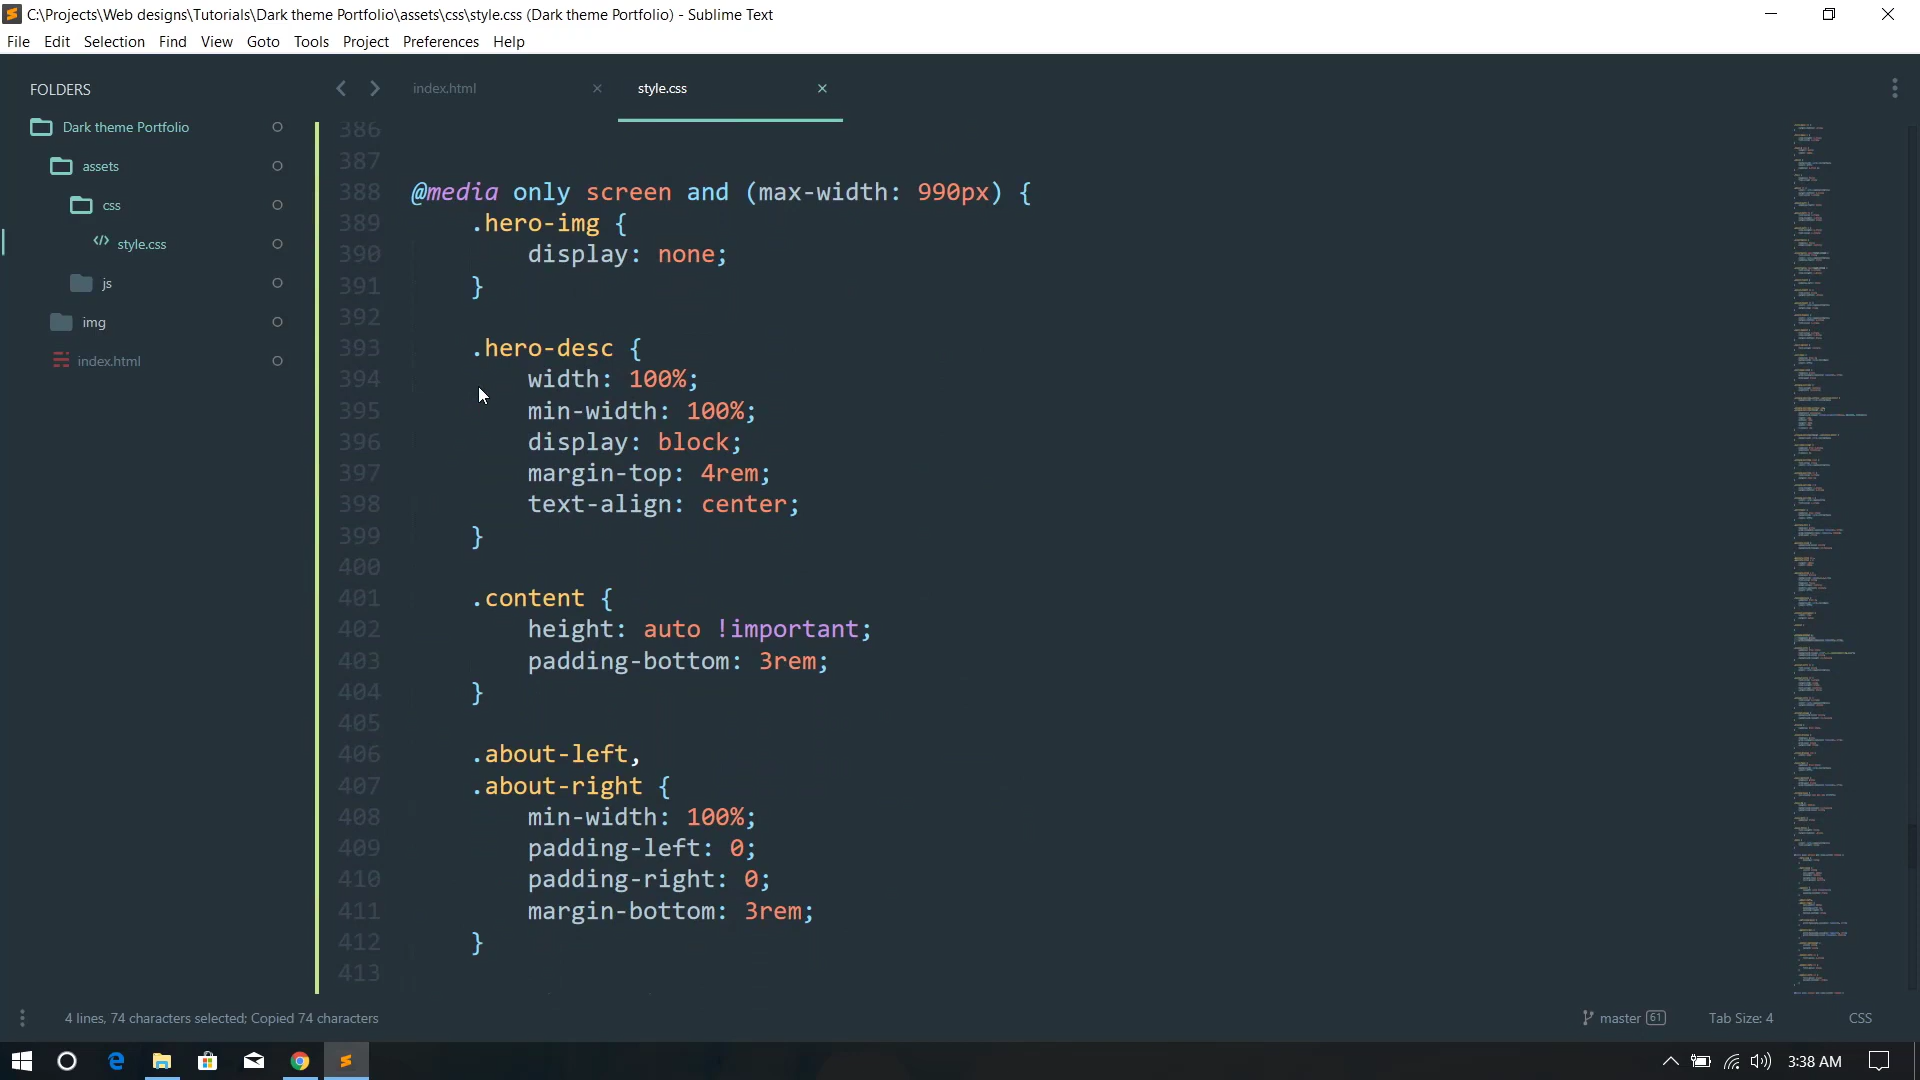 C:\Projects\Web designs\Tutorials\Dark theme Portfolio\assets\css\style.css (Dark theme Portfolio) - Sublime Text
File Edit Selection Find View Goto Tools Project Preferences Help
FOLDERS
Dark theme Portfolio
assets
css
style.css
js
img
index.html
index.html
style.css
386
387
388 @media only screen and (max-width: 990px) {
389 .hero-img {
390 display: none;
391 }
392
393 .hero-desc {
394 width: 100%;
395 min-width: 100%;
396 display: block;
397 margin-top: 4rem;
398 text-align: center;
399 }
400
401 .content {
402 height: auto !important;
403 padding-bottom: 3rem;
404 }
405
406 .about-left,
407 .about-right {
408 min-width: 100%;
409 padding-left: 0;
410 padding-right: 0;
411 margin-bottom: 3rem;
412 }
413
4 lines, 74 characters selected; Copied 74 characters
master 61 Tab Size: 4 CSS
3:38 AM